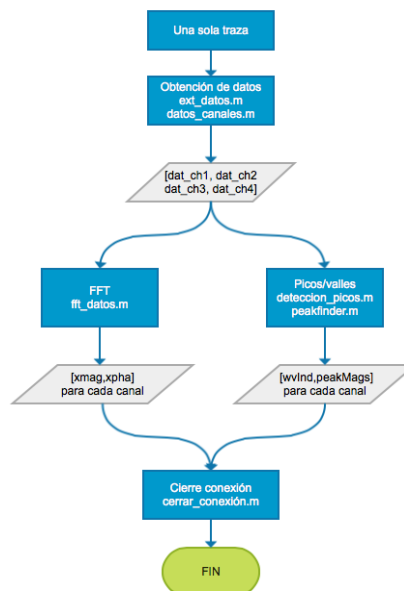 Una sola traza
Obtención de datos
ext_datos.m
datos_canales.m
[dat_ch1, dat_ch2
dat_ch3, dat_ch4]
FFT
fft_datos.m
Picos/valles
deteccion_picos.m
peakfinder.m
[xmag,xpha]
para cada canal
[wvInd,peakMags]
para cada canal
Cierre conexión
cerrar_conexión.m
FIN